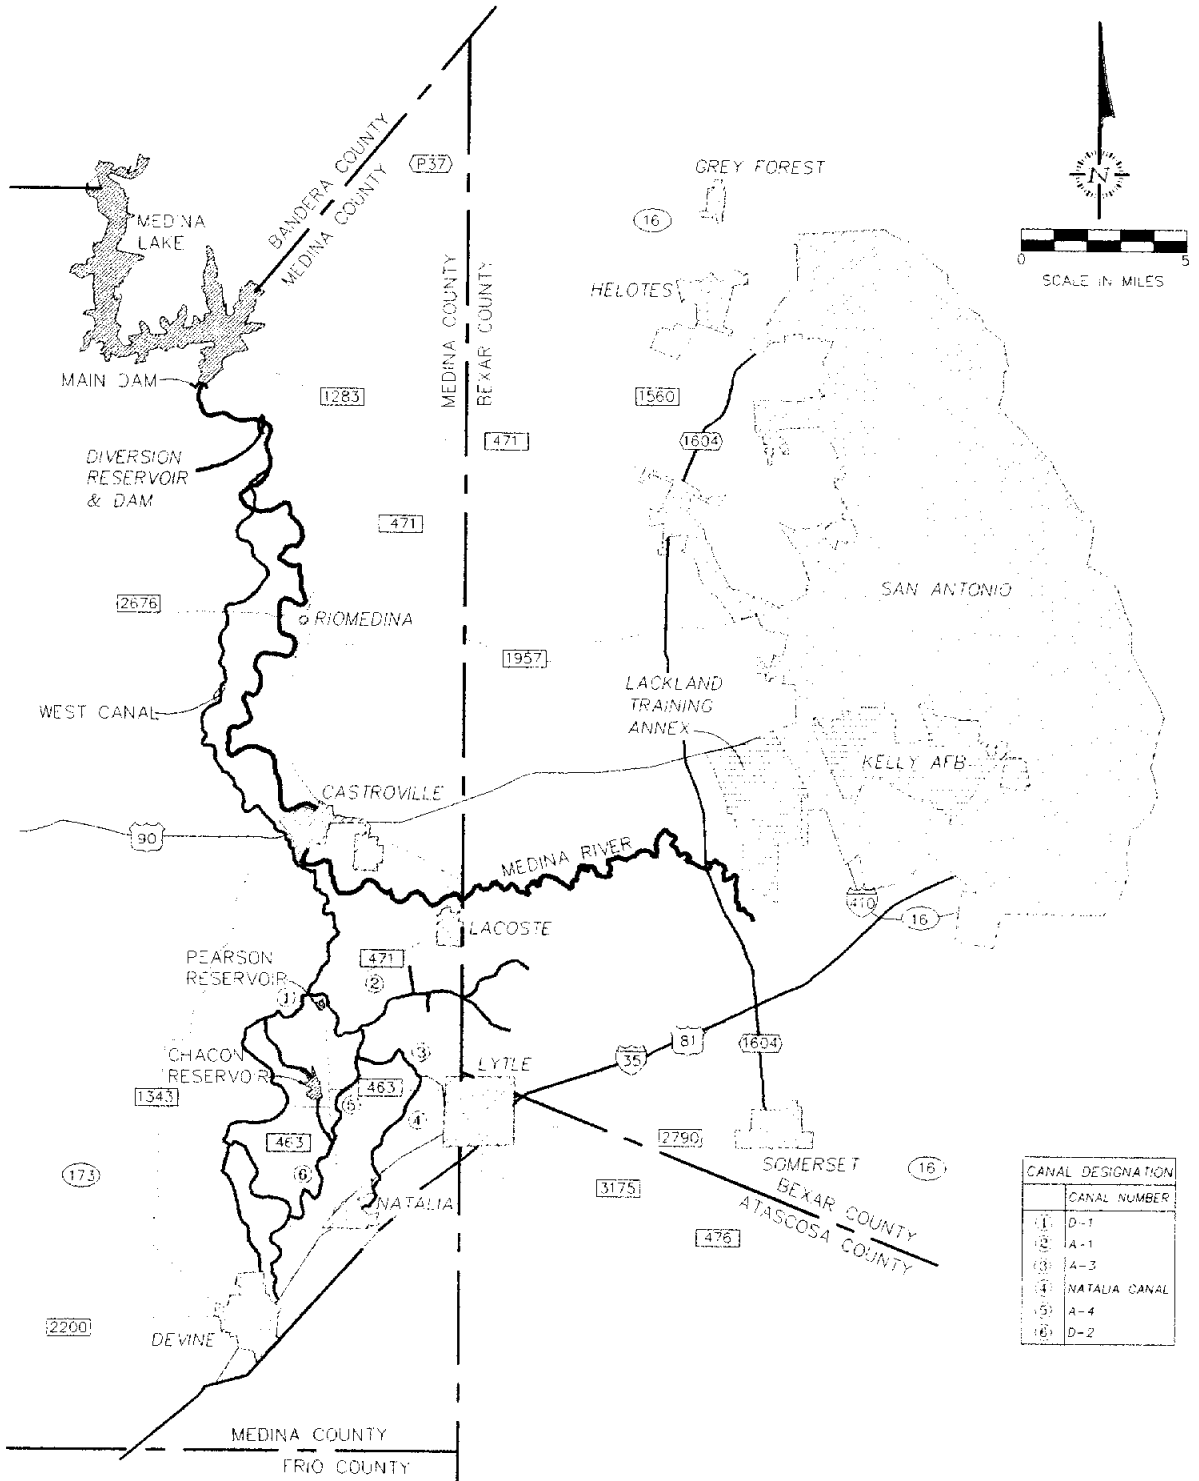 BANDERA COUNTY
MEDINA COUNTY
P37
GREY FOREST
16
N
0 5
SCALE IN MILES
MEDINA
LAKE
HELOTES
MEDINA COUNTY
BEXAR COUNTY
MAIN DAM
1283
1560
471
1604
DIVERSION
RESERVOIR
& DAM
471
SAN ANTONIO
2676
RIOMEDINA
1957
LACKLAND
TRAINING
ANNEX
WEST CANAL
KELLY AFB
CASTROVILLE
90
MEDINA RIVER
410
16
LACOSTE
PEARSON
RESERVOIR
471
1
2
81
35
1604
CHACON
RESERVOIR
3
LYTLE
463
1343
5
4
463
2790
SOMERSET
16
6
173
3175
NATALIA
BEXAR COUNTY
ATASCOSA COUNTY
476
CANAL DESIGNATION
CANAL NUMBER
1 D-1
2 A-1
3 A-3
4 NATALIA CANAL
5 A-4
6 D-2
2200
DEVINE
MEDINA COUNTY
FRIO COUNTY